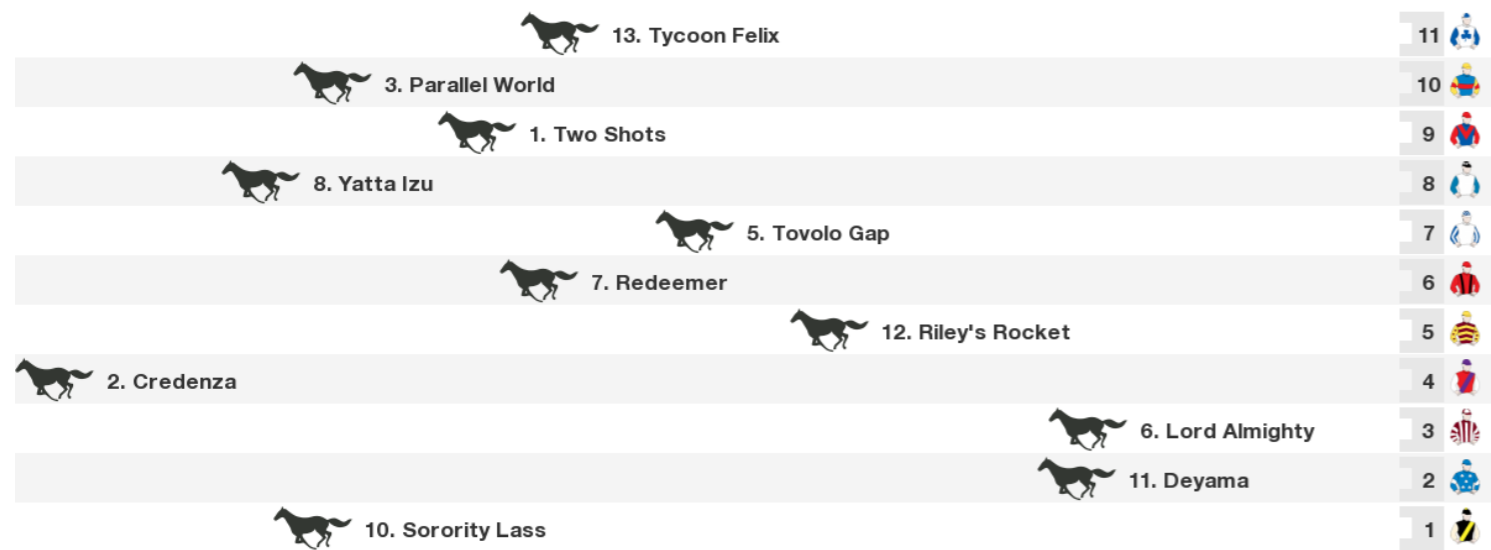 13. Tycoon Felix 11
3. Parallel World 10
1. Two Shots 9
8. Yatta Izu 8
5. Tovolo Gap 7
7. Redeemer 6
12. Riley's Rocket 5
2. Credenza 4
6. Lord Almighty 3
11. Deyama 2
10. Sorority Lass 1